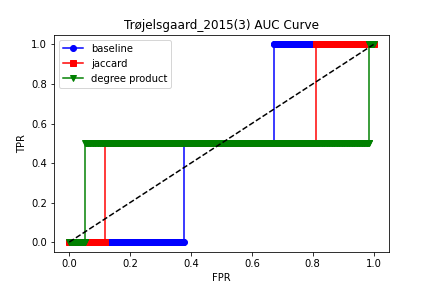 Trøjelsgaard_2015(3) AUC Curve
baseline
jaccard
degree product
TPR
1.0
0.8
0.6
0.4
0.2
0.0
0.0 0.2 0.4 0.6 0.8 1.0
FPR